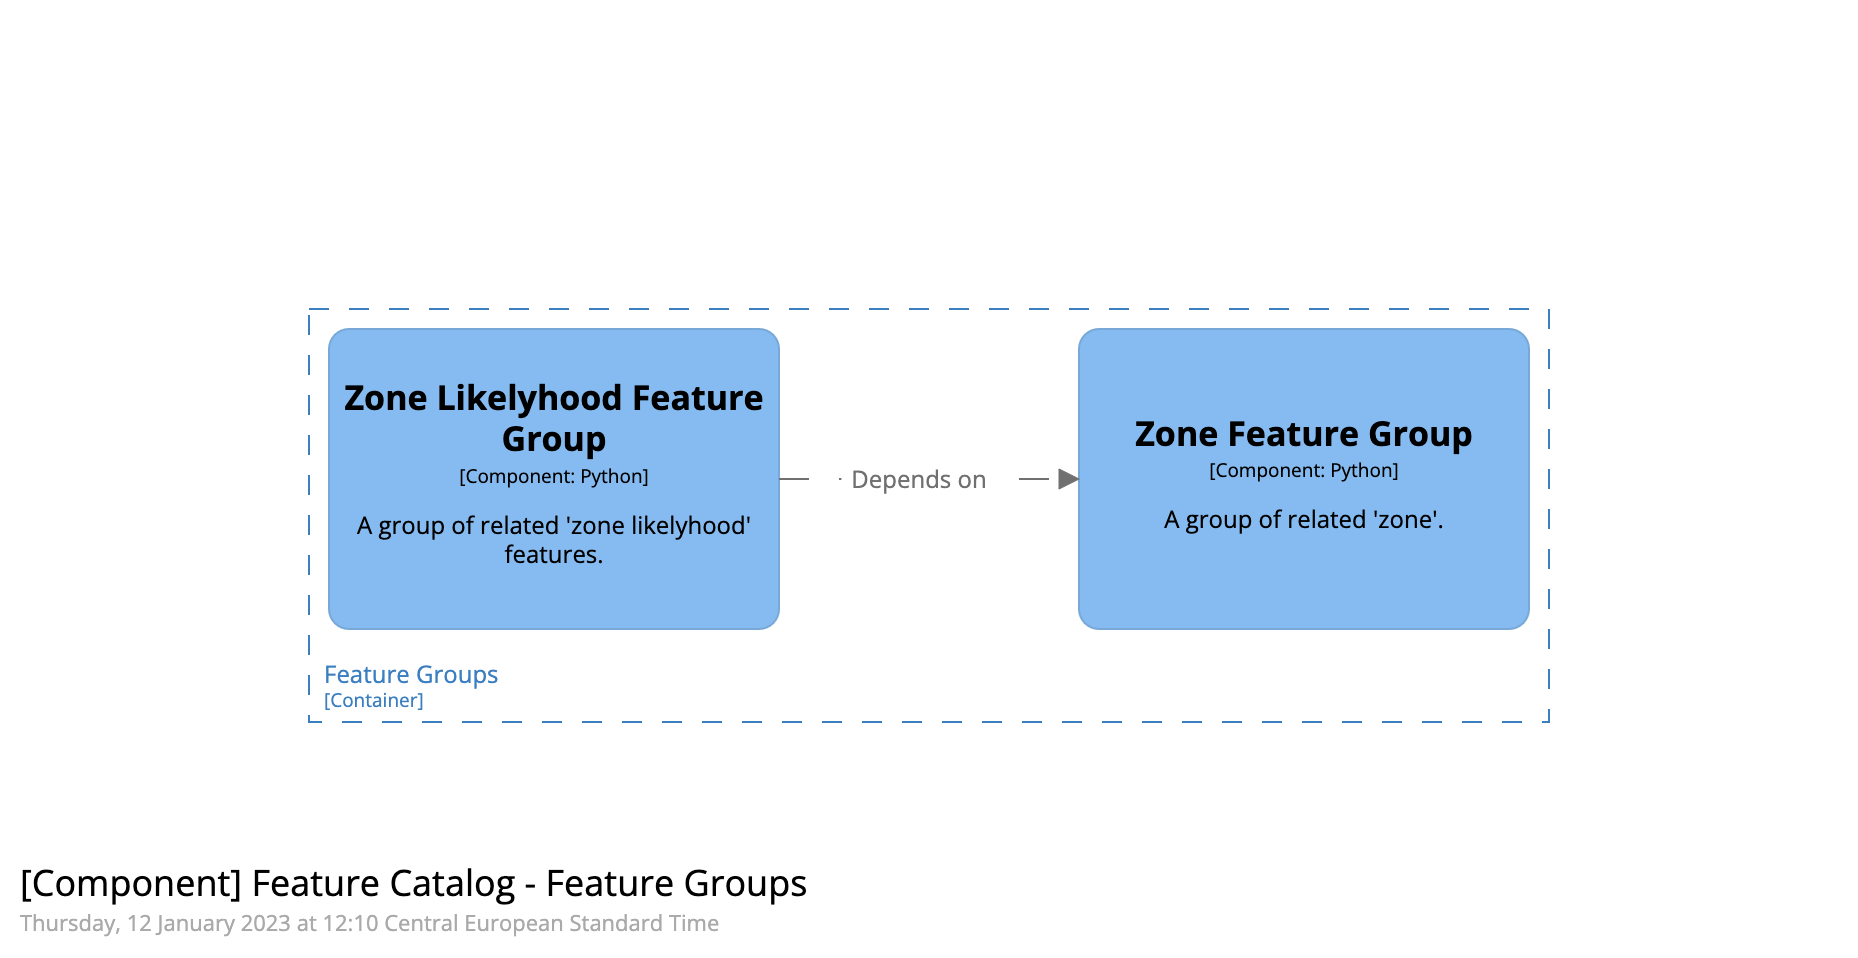 Zone Likelyhood Feature
Group
[Component: Python]
A group of related 'zone likelyhood'
features.
Depends on
Zone Feature Group
[Component: Python]
A group of related 'zone'.
Feature Groups
[Container]
[Component] Feature Catalog - Feature Groups
Thursday, 12 January 2023 at 12:10 Central European Standard Time